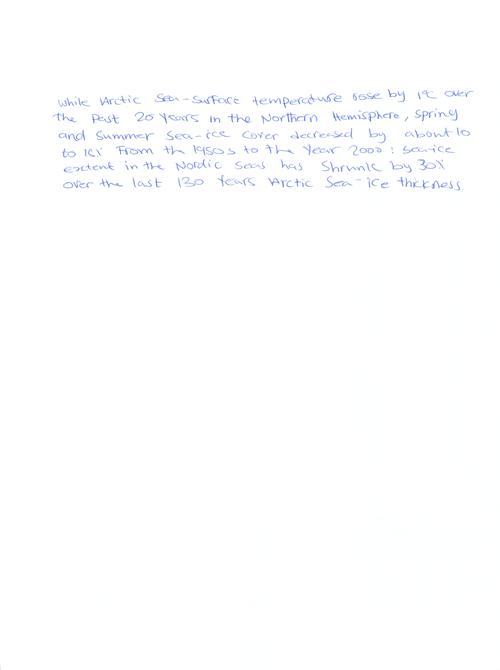 while Arctic Sea-Surface temperature rose by 1°C over
the Past 20 Years in the Northern Hemisphere, Spring
and Summer Sea-ice Cover decreased by about 10
to 15% From the 1950s to the Year 2000 : Sea-ice
extent in the Nordic Seas has Shrunk by 30%
over the last 130 Years Arctic Sea-ice thickness